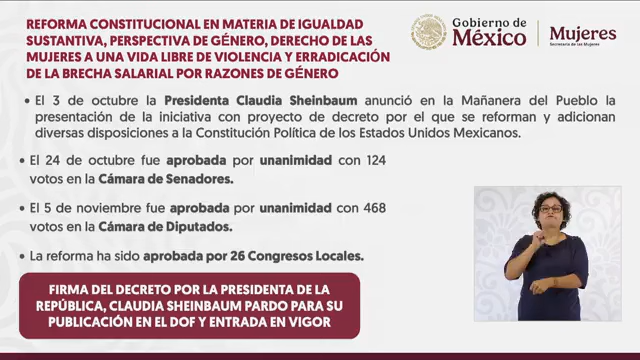 REFORMA CONSTITUCIONAL EN MATERIA DE IGUALDAD
SUSTANTIVA, PERSPECTIVA DE GÉNERO, DERECHO DE LAS
MUJERES A UNA VIDA LIBRE DE VIOLENCIA Y ERRADICACIÓN
DE LA BRECHA SALARIAL POR RAZONES DE GÉNERO
Gobierno de
México
Mujeres
Secretaría de las Mujeres
• El 3 de octubre la Presidenta Claudia Sheinbaum anunció en la Mañanera del Pueblo la
presentación de la iniciativa con proyecto de decreto por el que se reforman y adicionan
diversas disposiciones a la Constitución Política de los Estados Unidos Mexicanos.
• El 24 de octubre fue aprobada por unanimidad con 124
votos en la Cámara de Senadores.
• El 5 de noviembre fue aprobada por unanimidad con 468
votos en la Cámara de Diputados.
• La reforma ha sido aprobada por 26 Congresos Locales.
FIRMA DEL DECRETO POR LA PRESIDENTA DE LA
REPÚBLICA, CLAUDIA SHEINBAUM PARDO PARA SU
PUBLICACIÓN EN EL DOF Y ENTRADA EN VIGOR